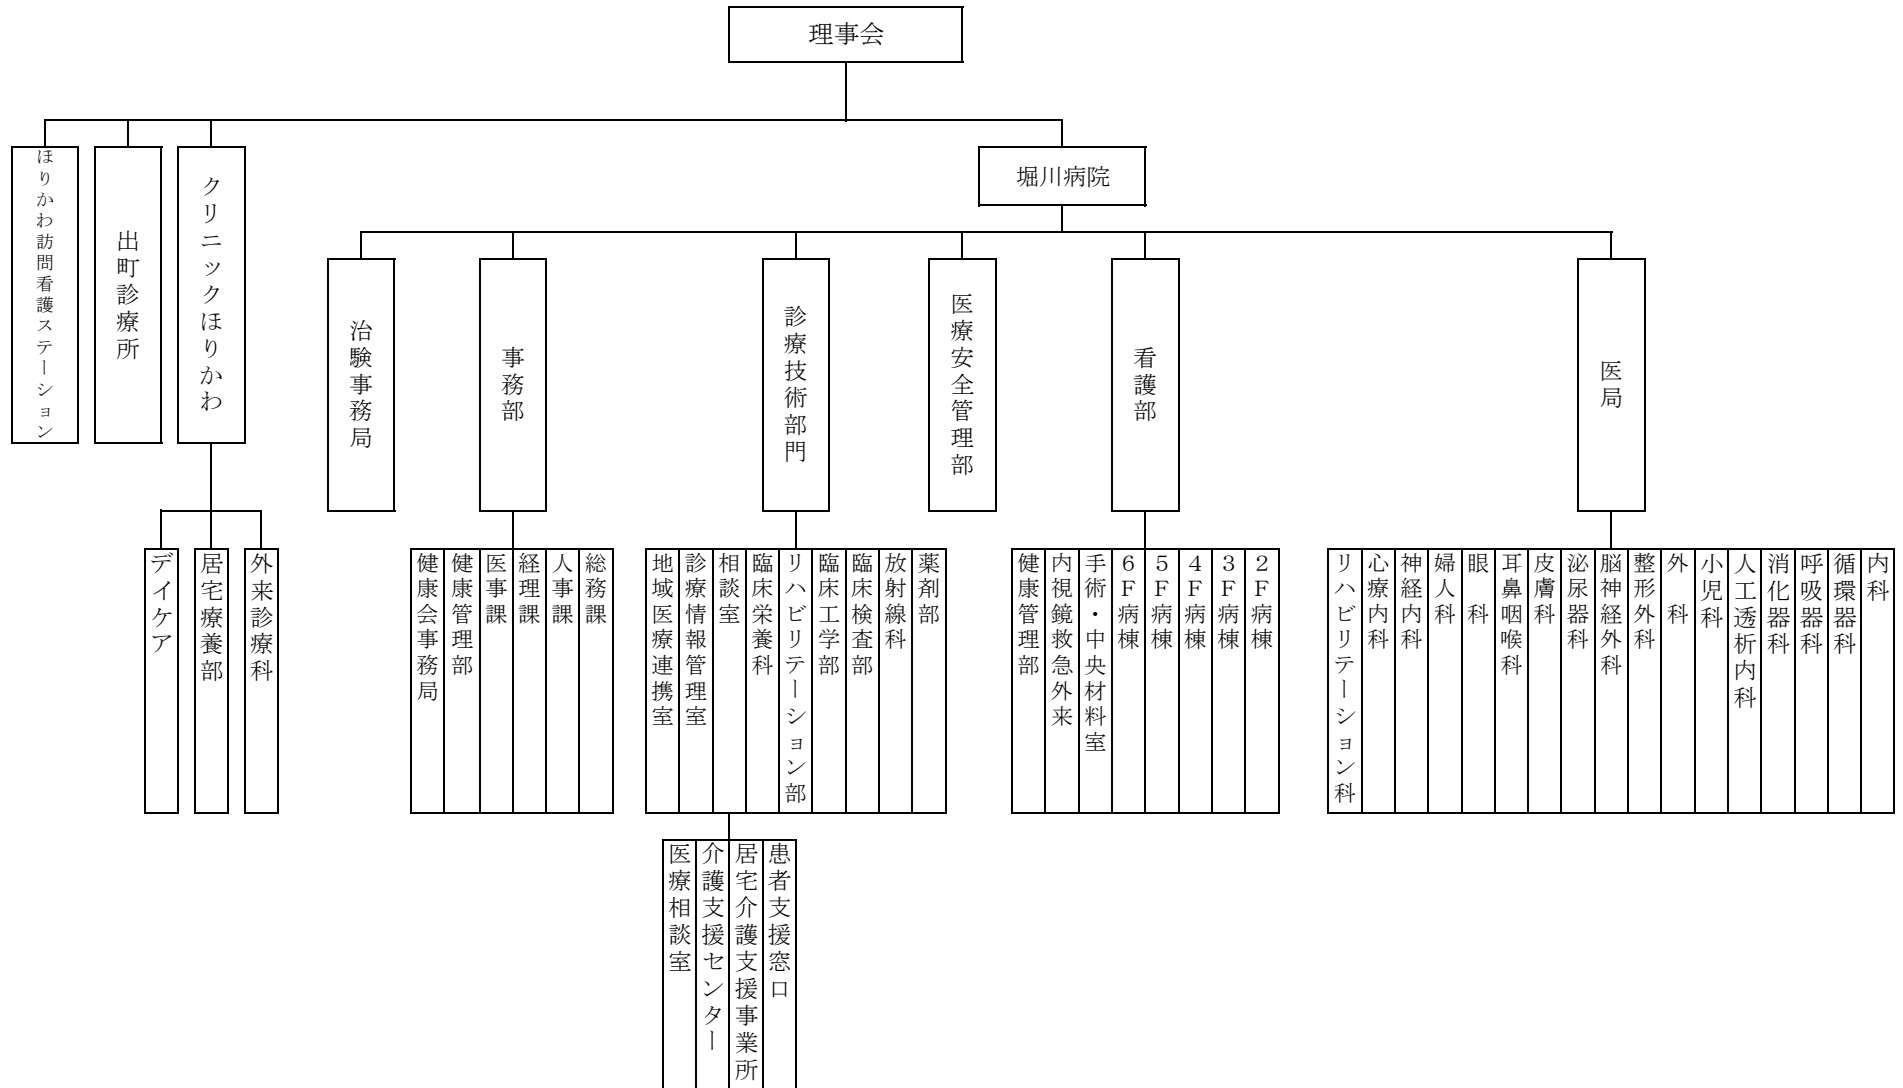 理事会
ほりかわ訪問看護ステーション
出町診療所
クリニックほりかわ
堀川病院
治験事務局
事務部
診療技術部門
医療安全管理部
看護部
医局
デイケア
居宅療養部
外来診療科
健康会事務局
健康管理部
医事課
経理課
人事課
総務課
地域医療連携室
診療情報管理室
相談室
臨床栄養科
リハビリテーション部
臨床工学部
臨床検査部
放射線科
薬剤部
健康管理部
内視鏡救急外来
手術・中央材料室
6F病棟
5F病棟
4F病棟
3F病棟
2F病棟
リハビリテーション科
心療内科
神経内科
婦人科
眼　科
耳鼻咽喉科
皮膚科
泌尿器科
脳神経外科
整形外科
外　科
小児科
人工透析内科
消化器科
呼吸器科
循環器科
内科
医療相談室
介護支援センター
居宅介護支援事業所
患者支援窓口